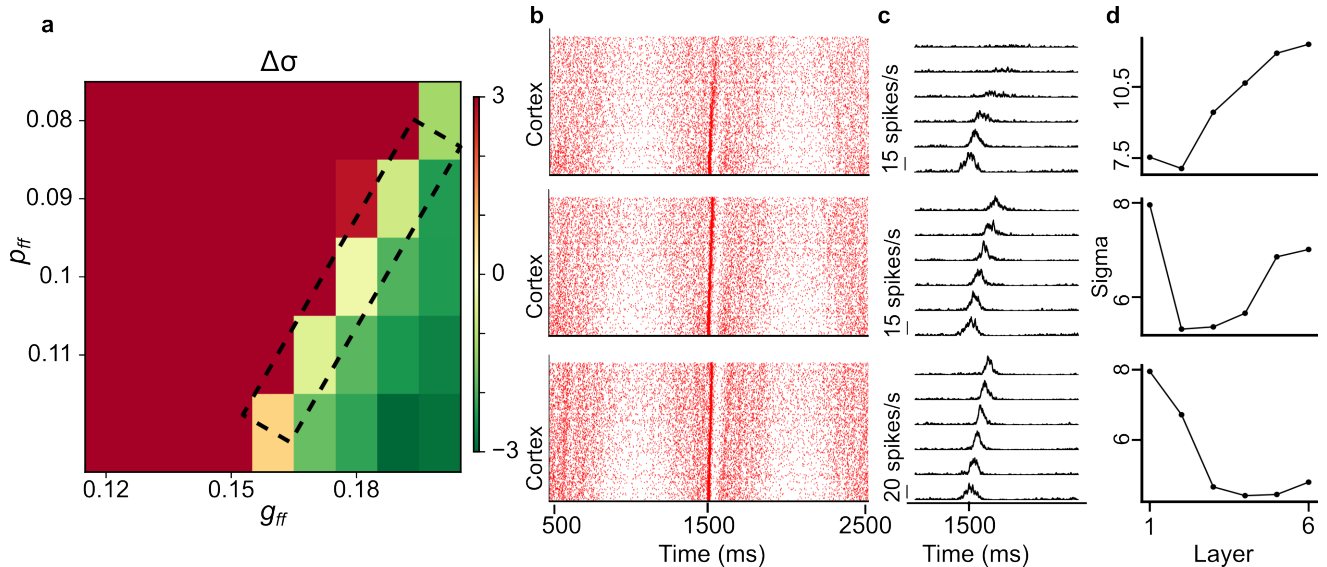 a
Δσ
0.08
0.09
0.1
0.11
p_ff
0.12
0.15
0.18
g_ff
3
0
−3
b
Cortex
Cortex
Cortex
500
1500
2500
Time (ms)
c
15 spikes/s
15 spikes/s
20 spikes/s
1500
Time (ms)
d
10.5
7.5
8
6
Sigma
8
6
1
6
Layer